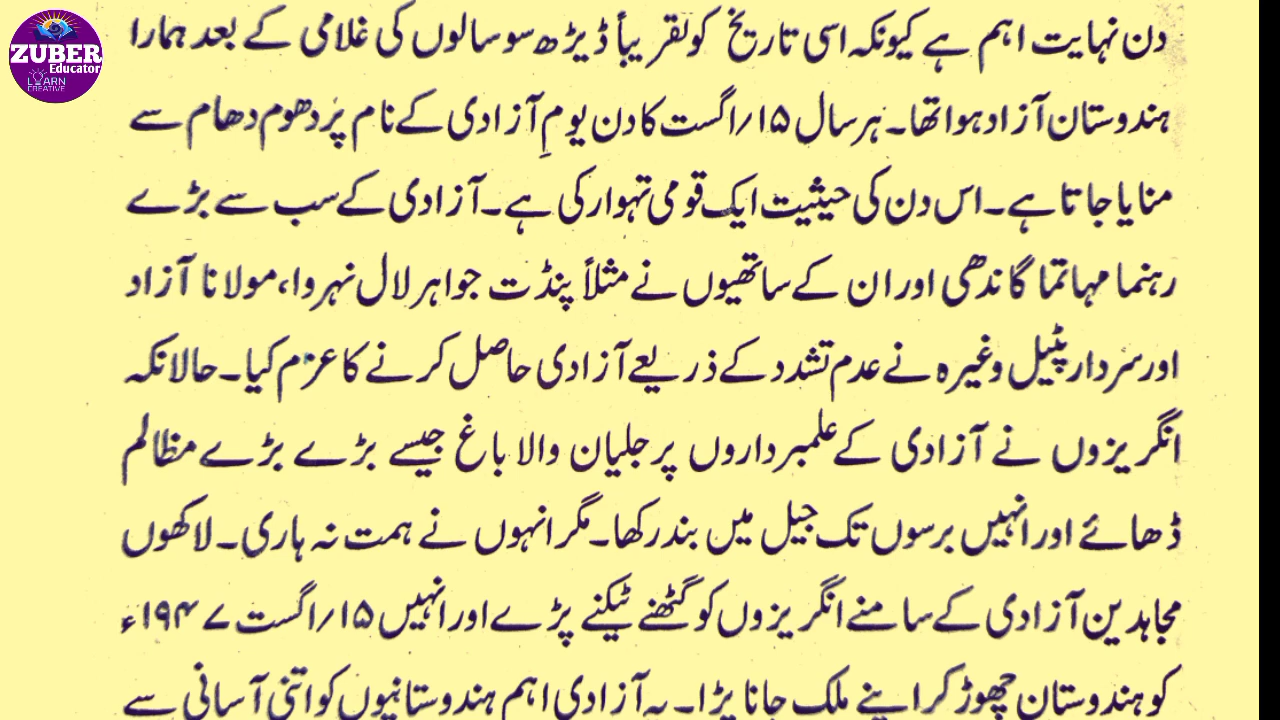 ZUBER
Educator
LEARN
CREATIVE
دن نہایت اہم ہے کیونکہ اسی تاریخ کو تقریباً ڈیڑھ سو سالوں کی غلامی کے بعد ہمارا
ہندوستان آزاد ہوا تھا۔ ہر سال ۱۵/اگست کا دن یومِ آزادی کے نام پر دھوم دھام سے
منایا جاتا ہے۔ اس دن کی حیثیت ایک قومی تہوار کی ہے۔ آزادی کے سب سے بڑے
رہنما مہاتما گاندھی اور ان کے ساتھیوں نے مثلاً پنڈت جواہر لال نہرو ا، مولانا آزاد
اور سردار پٹیل وغیرہ نے عدم تشدد کے ذریعے آزادی حاصل کرنے کا عزم کیا۔ حالانکہ
انگریزوں نے آزادی کے علمبرداروں پر جلیان والا باغ جیسے بڑے بڑے مظالم
ڈھائے اور انہیں برسوں تک جیل میں بند رکھا۔ مگر انہوں نے ہمت نہ ہاری۔ لاکھوں
مجاہدین آزادی کے سامنے انگریزوں کو گٹھنے ٹیکنے پڑے اور انہیں ۱۵/اگست ۱۹۴۷ء
کو ہندوستان چھوڑ کر اپنے ملک جانا پڑا۔ یہ آزادی اہم ہندوستانیوں کو اتنی آسانی سے